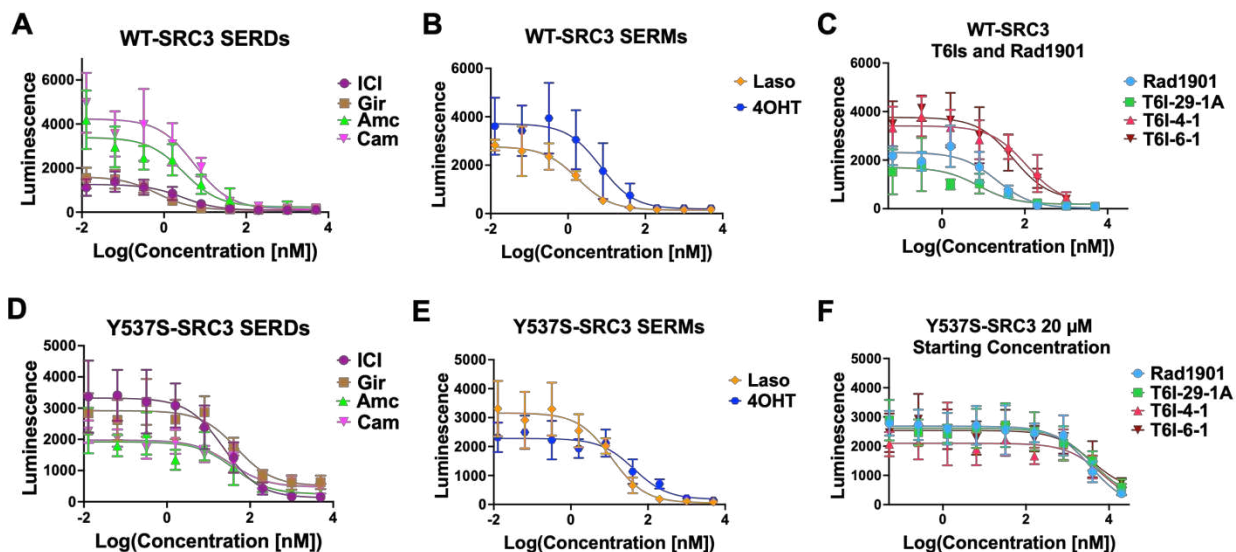 A
WT-SRC3 SERDs
Luminescence
6000
4000
2000
0
-2
0
2
4
Log(Concentration [nM])
ICI
Gir
Amc
Cam
B
WT-SRC3 SERMs
Luminescence
6000
4000
2000
0
-2
0
2
4
Log(Concentration [nM])
Laso
4OHT
C
WT-SRC3
T6Is and Rad1901
Luminescence
6000
4000
2000
0
0
2
4
Log(Concentration [nM])
Rad1901
T6I-29-1A
T6I-4-1
T6I-6-1
D
Y537S-SRC3 SERDs
Luminescence
5000
4000
3000
2000
1000
0
-2
0
2
4
Log(Concentration [nM])
ICI
Gir
Amc
Cam
E
Y537S-SRC3 SERMs
Luminescence
5000
4000
3000
2000
1000
0
-2
0
2
4
Log(Concentration [nM])
Laso
4OHT
F
Y537S-SRC3 20 µM
Starting Concentration
Luminescence
5000
4000
3000
2000
1000
0
0
2
4
Log(Concentration [nM])
Rad1901
T6I-29-1A
T6I-4-1
T6I-6-1